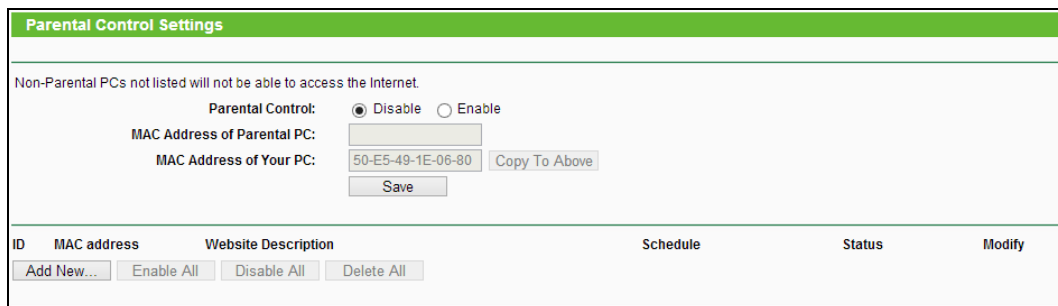 Parental Control Settings
Non-Parental PCs not listed will not be able to access the Internet.
Parental Control: Disable Enable
MAC Address of Parental PC:
MAC Address of Your PC: 50-E5-49-1E-06-80 Copy To Above
Save
ID MAC address Website Description Schedule Status Modify
Add New... Enable All Disable All Delete All